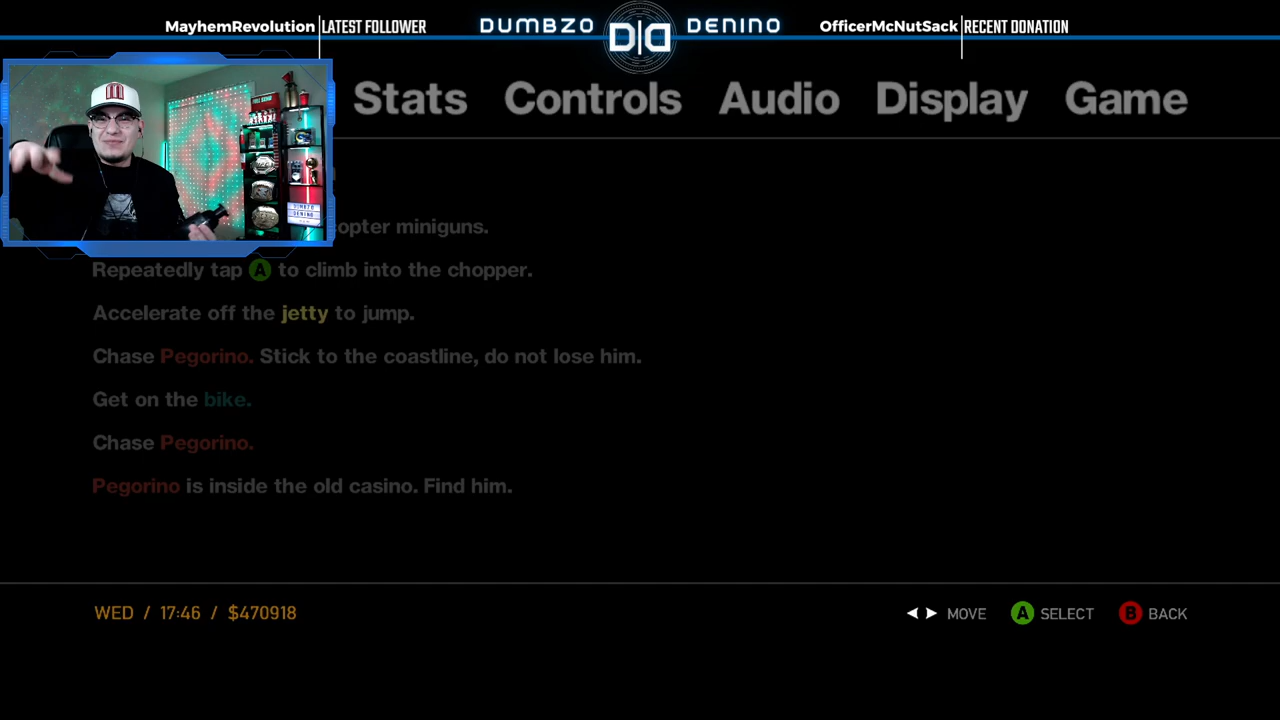 MayhemRevolution LATEST FOLLOWER DUMBZO D|D DENINO OfficerMcNutSack RECENT DONATION
Stats Controls Audio Display Game
copter miniguns.
Repeatedly tap A to climb into the chopper.
Accelerate off the jetty to jump.
Chase Pegorino. Stick to the coastline, do not lose him.
Get on the bike.
Chase Pegorino.
Pegorino is inside the old casino. Find him.
WED / 17:46 / $470918
MOVE A SELECT B BACK
DUMBZO
DENINO